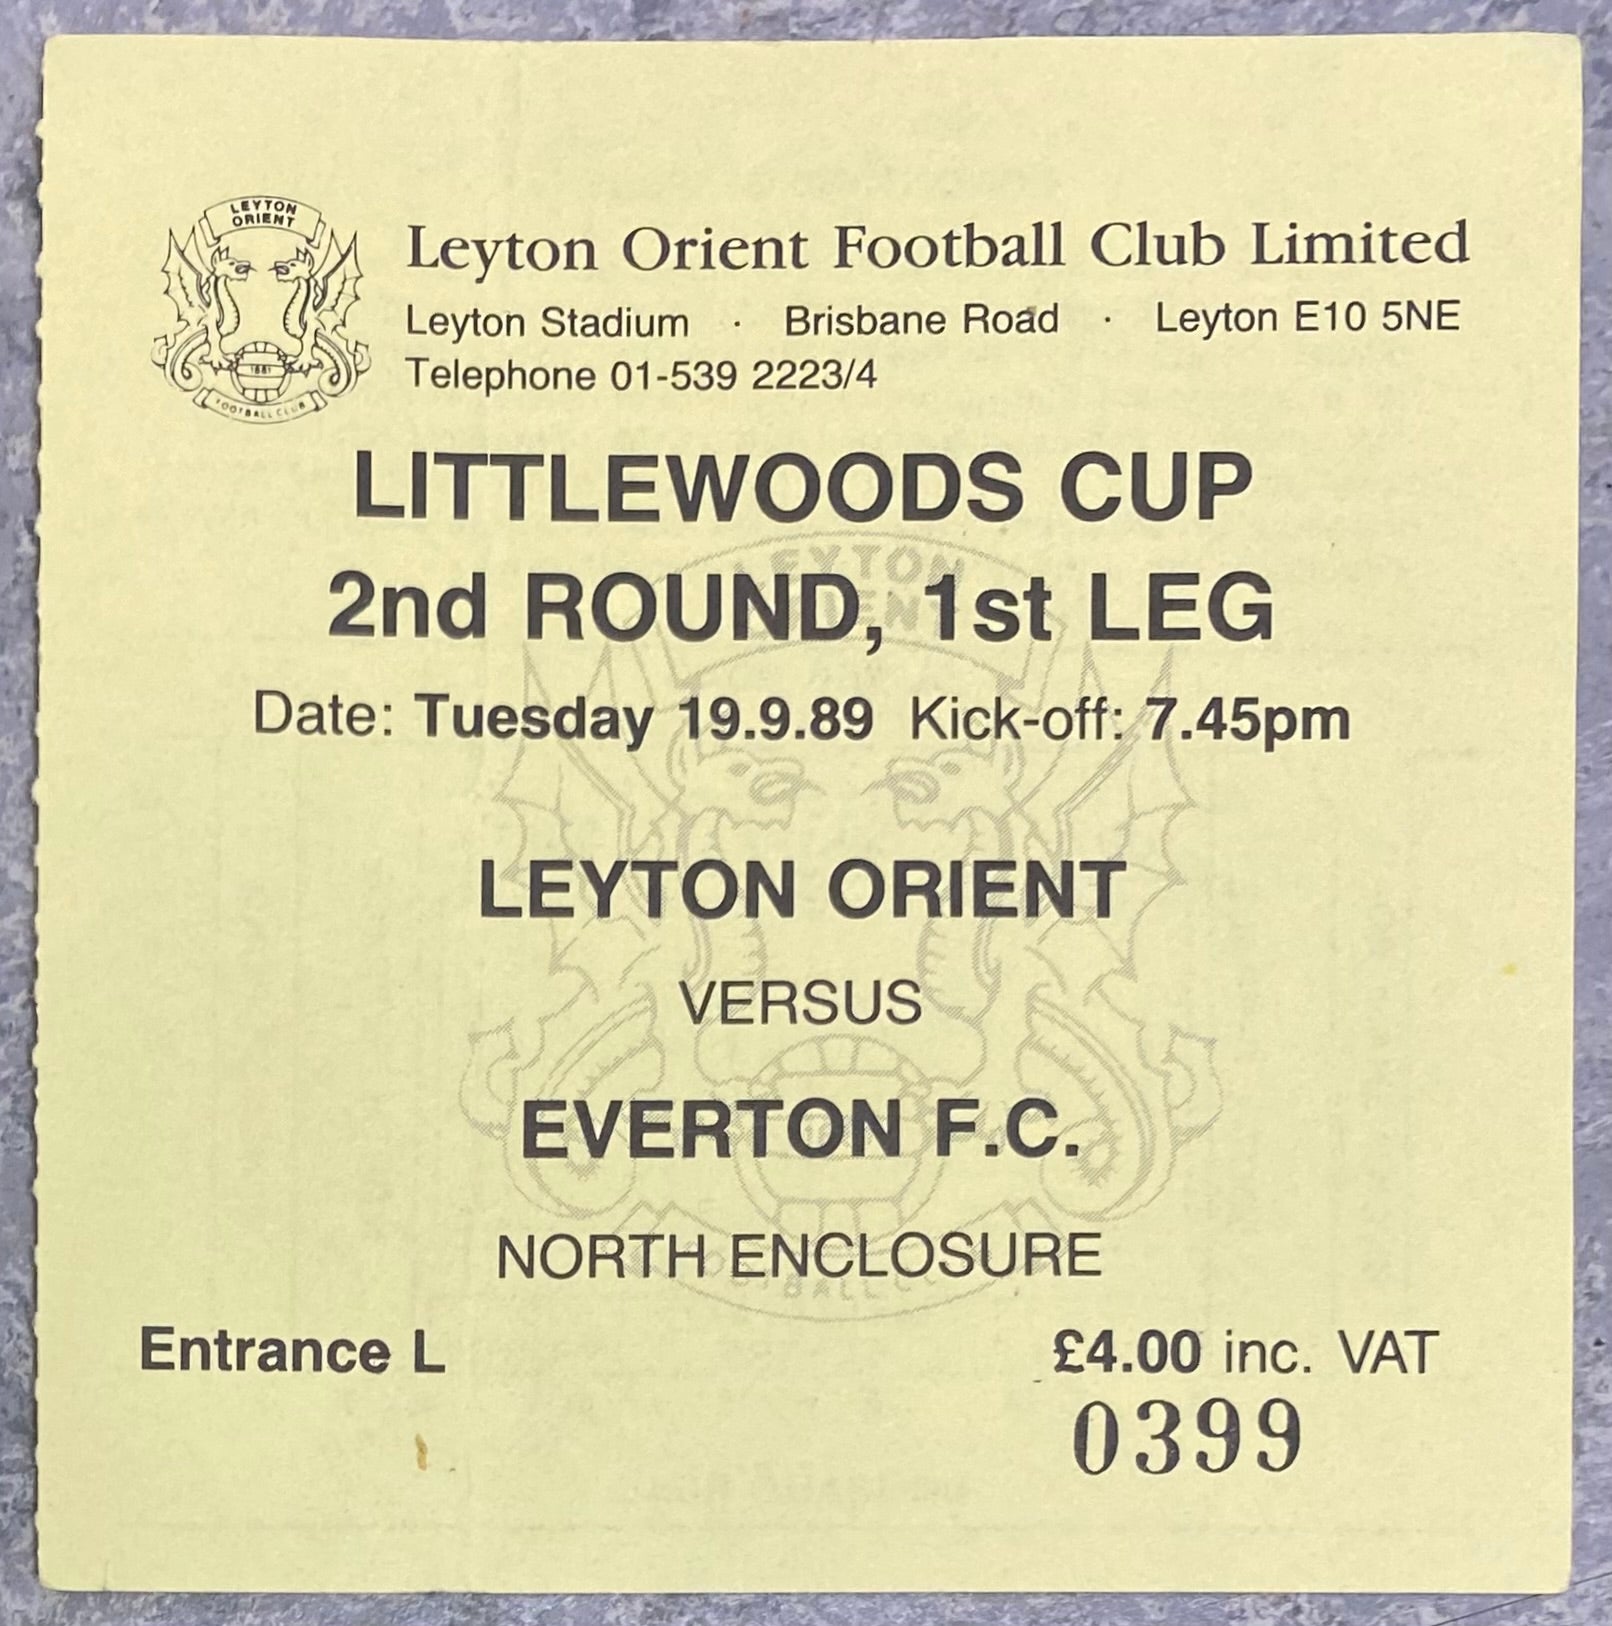 LEYTON
ORIENT
1881
FOOTBALL CLUB
Leyton Orient Football Club Limited
Leyton Stadium · Brisbane Road · Leyton E10 5NE
Telephone 01-539 2223/4
LITTLEWOODS CUP
2nd ROUND, 1st LEG
Date: Tuesday 19.9.89 Kick-off: 7.45pm
LEYTON ORIENT
VERSUS
EVERTON F.C.
NORTH ENCLOSURE
Entrance L £4.00 inc. VAT
0399